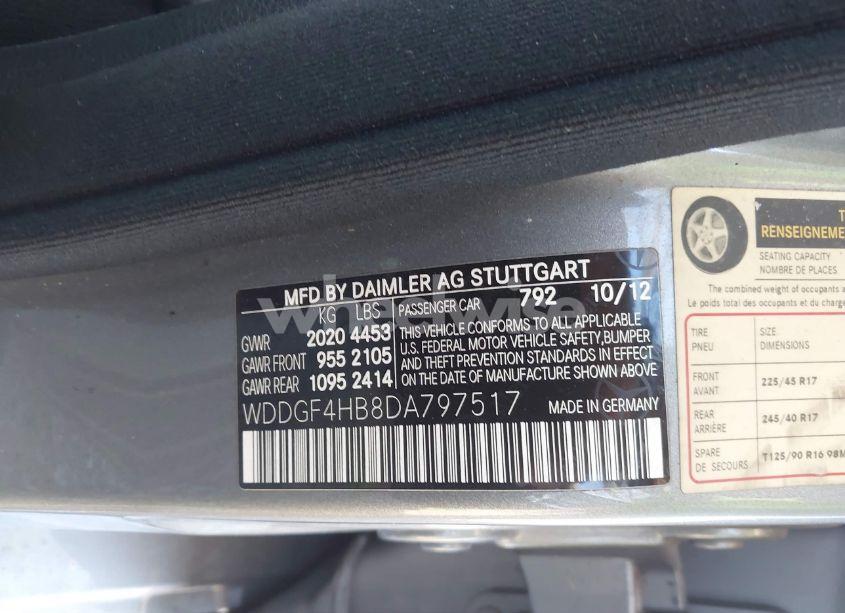 MFD BY DAIMLER AG STUTTGART
KG LBS PASSENGER CAR 792 10/12
GVWR 2020 4453
GAWR FRONT 955 2105
GAWR REAR 1095 2414
THIS VEHICLE CONFORMS TO ALL APPLICABLE
U.S. FEDERAL MOTOR VEHICLE SAFETY,BUMPER
AND THEFT PREVENTION STANDARDS IN EFFECT
ON THE DATE OF MANUFACTURE SHOWN ABOVE
WDDGF4HB8DA797517 MADE IN GERMANY
wheelwise
RENSEIGNEME
SEATING CAPACITY
NOMBRE DE PLACES
The combined weight of occupants a
Le poids total des occupants et du charge
TIRE SIZE
PNEU DIMENSIONS
FRONT
AVANT
225/45 R17
REAR
ARRIÈRE
245/40 R17
SPARE
DE SECOURS
T125/90 R16 98M